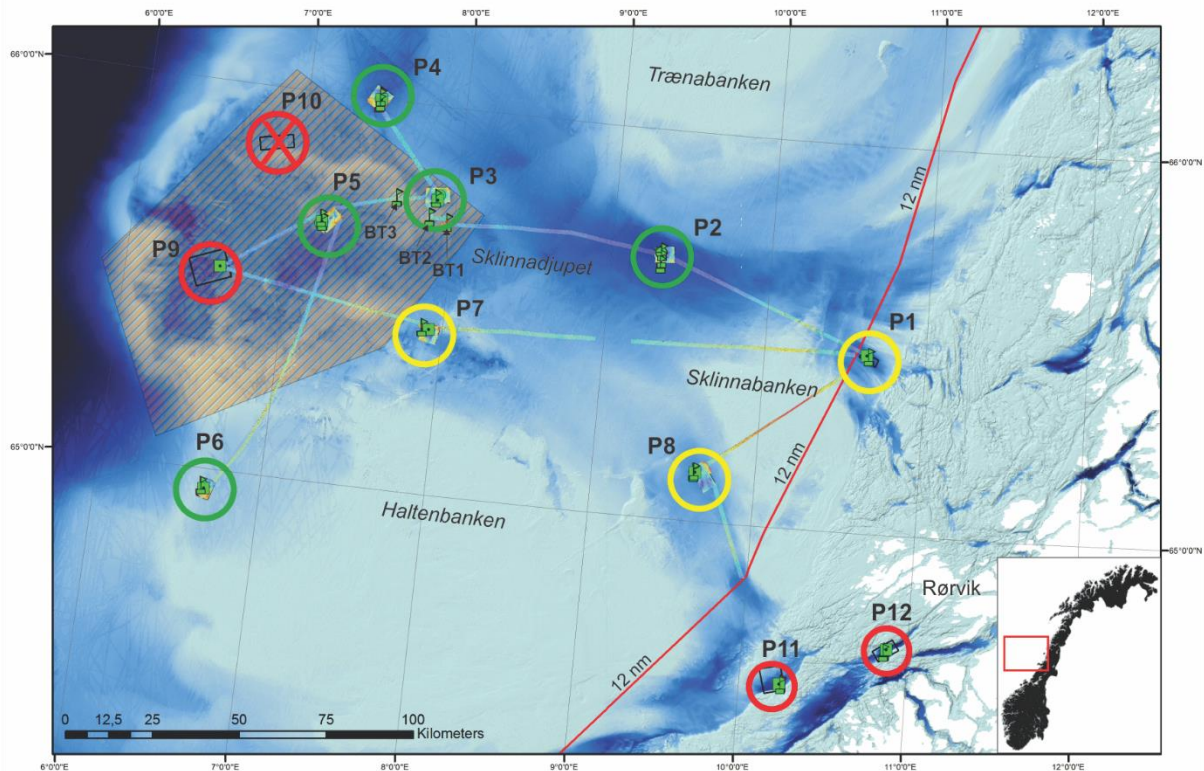 6°0'0"E 7°0'0"E 8°0'0"E 9°0'0"E 10°0'0"E 11°0'0"E 12°0'0"E
66°0'0"N
P4
Trænabanken
P10
66°0'0"N
P3
P5
12 nm
P2
BT3
P9
BT2
Sklinnadjupet
BT1
P7
P1
Sklinnabanken
P6
P8
65°0'0"N
12 nm
Haltenbanken
65°0'0"N
Rørvik
P12
P11
12 nm
0 12,5 25 50 75 100
Kilometers
6°0'0"E 7°0'0"E 8°0'0"E 9°0'0"E 10°0'0"E 11°0'0"E 12°0'0"E